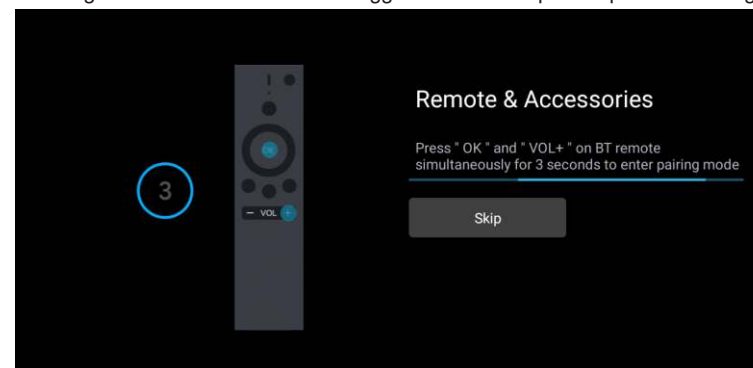 Remote & Accessories
Press " OK " and " VOL+ " on BT remote
simultaneously for 3 seconds to enter pairing mode
3
OK
− VOL +
Skip